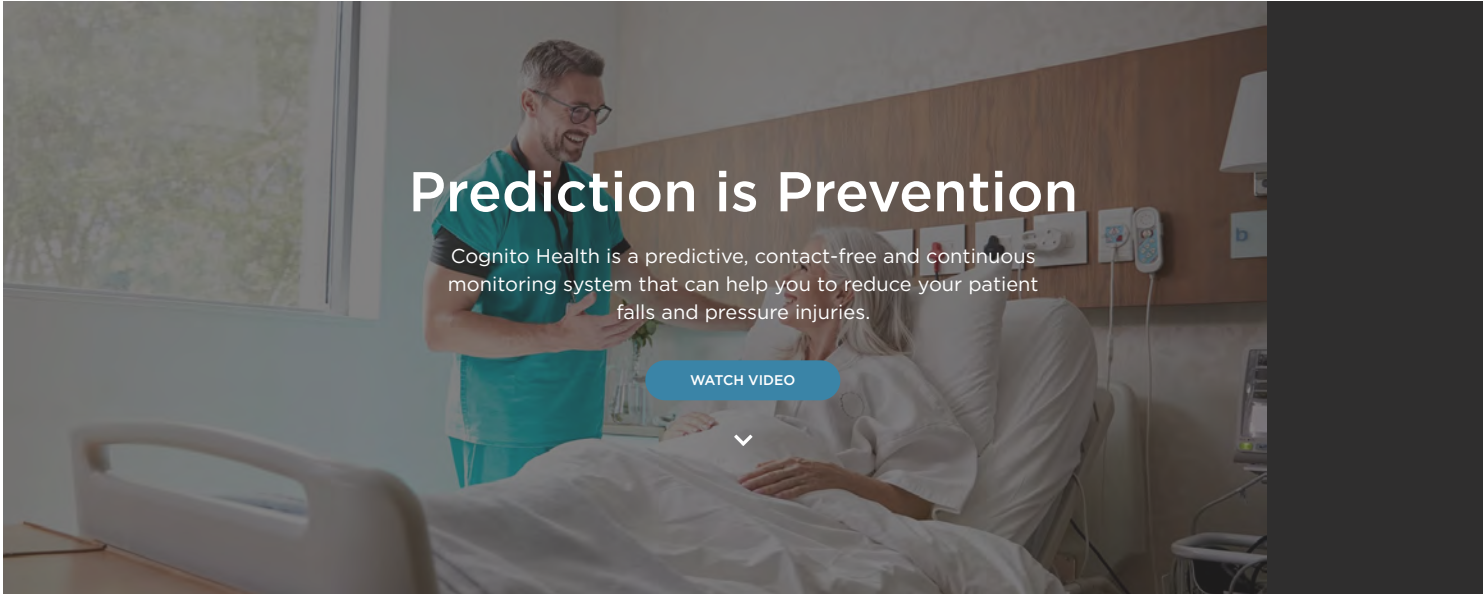 Prediction is Prevention
Cognito Health is a predictive, contact-free and continuous
monitoring system that can help you to reduce your patient
falls and pressure injuries.
WATCH VIDEO